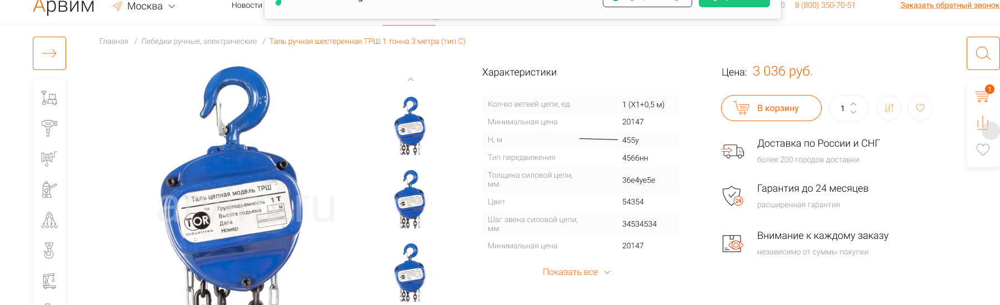 Арвим
Москва
Новости
8 (800) 350-70-51
Заказать обратный звонок
Главная / Лебедки ручные, электрические / Таль ручная шестеренная ТРШ 1 тонна 3 метра (тип С)
Характеристики
Кол-во ветвей цепи, ед 1 (Х1+0,5 м)
Минимальная цена 20147
Н, м 455у
Тип передвижения 4566нн
Толщина силовой цепи,
мм 36е4уе5е
Цвет 54354
Шаг звена силовой цепи,
мм 34534534
Минимальная цена 20147
Показать все
Цена: 3 036 руб.
В корзину
1
Доставка по России и СНГ
более 200 городов доставки
24
Гарантия до 24 месяцев
расширенная гарантия
Внимание к каждому заказу
независимо от суммы покупки
1
Таль цепная модель ТРШ
Грузоподъемность 1 Т
Высота подъема м
Дата
Номер
TM
TOR
industries